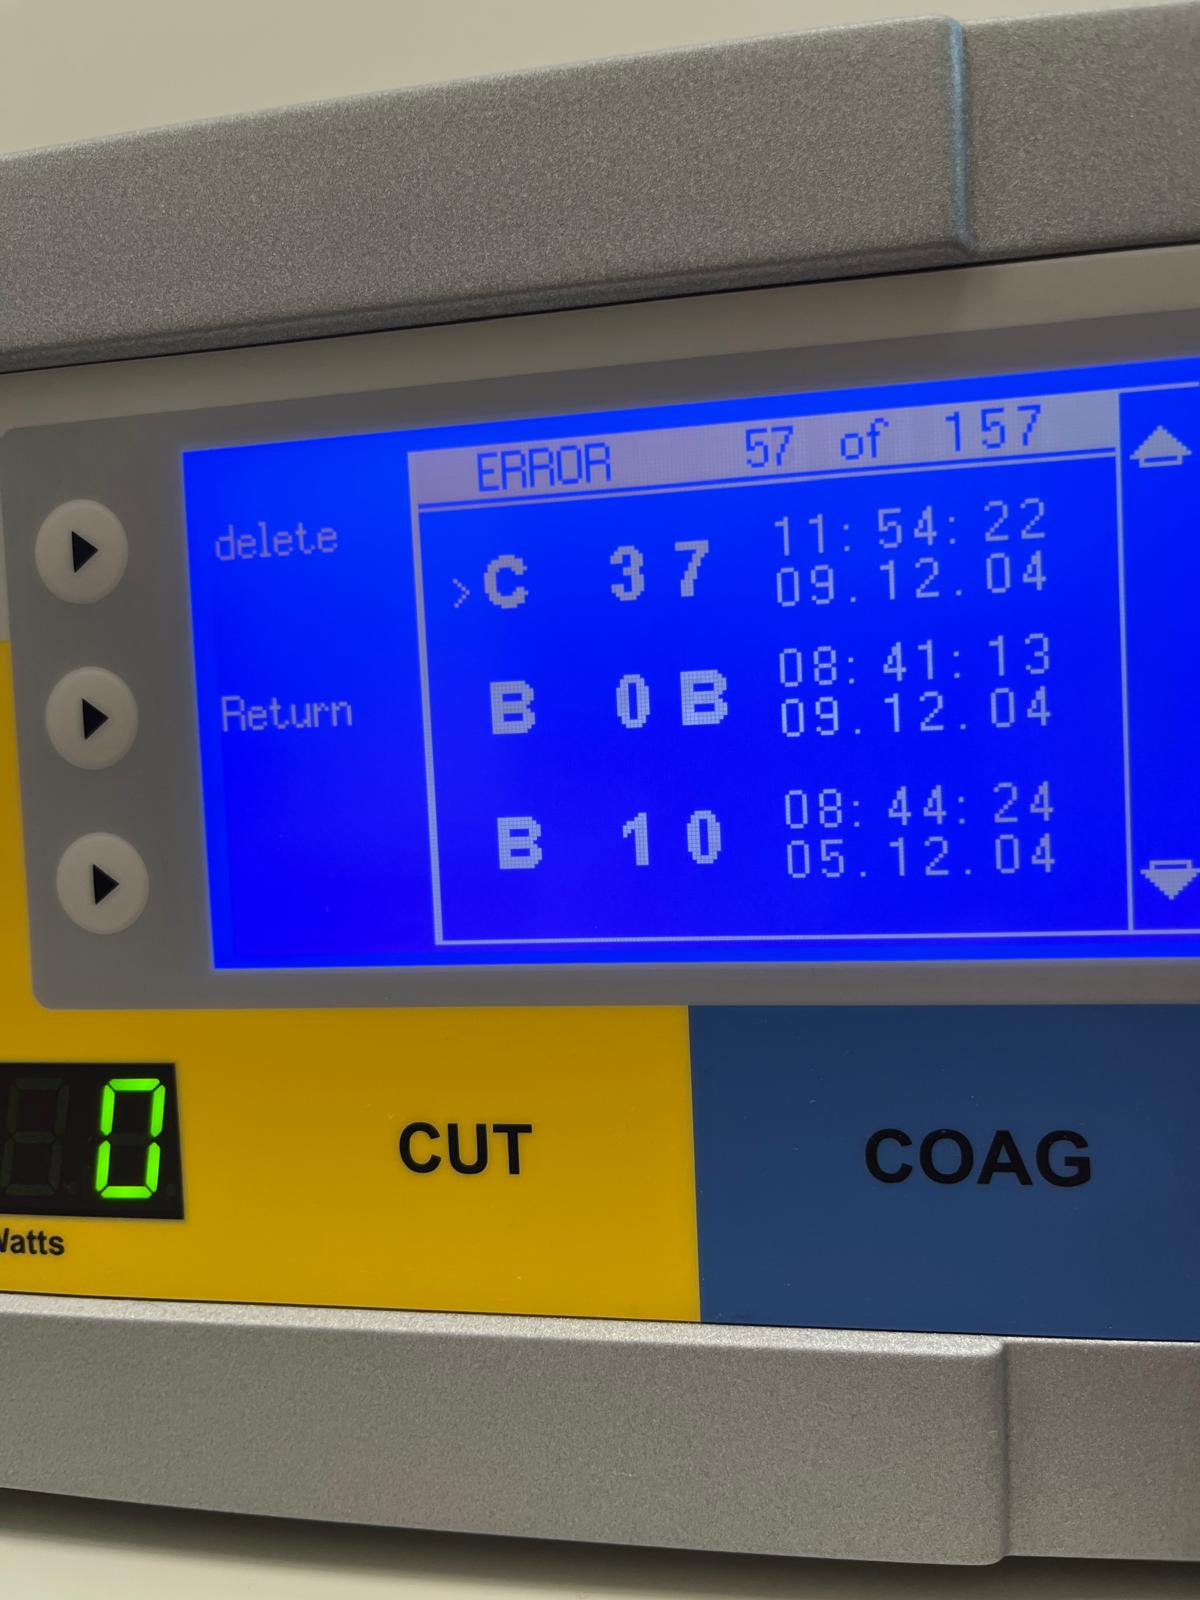 ERROR 57 of 157
delete
>C 37 11:54:22
09.12.04
B 0B 08:41:13
09.12.04
Return
B 10 08:44:24
05.12.04
0
Watts
CUT
COAG